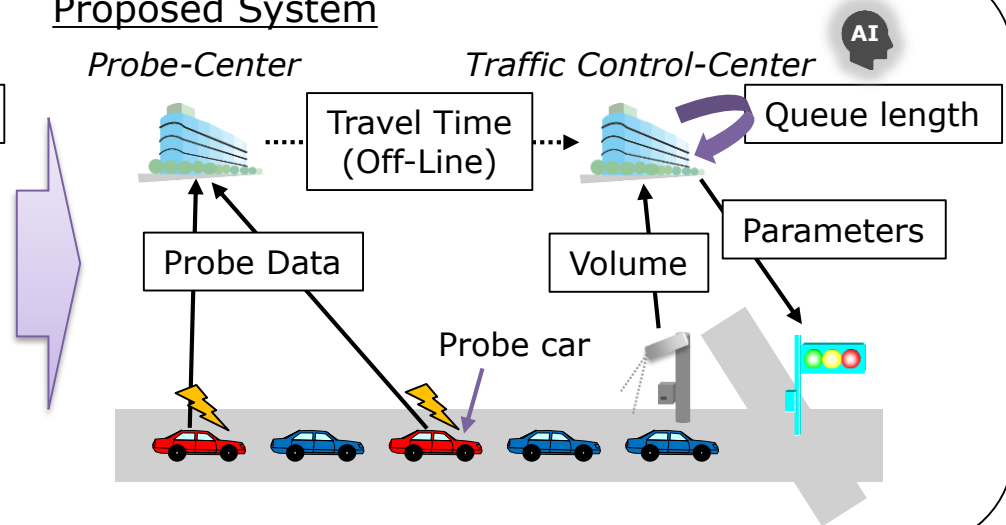 Proposed System
Probe-Center
Traffic Control-Center
AI
Travel Time
(Off-Line)
Queue length
Probe Data
Volume
Parameters
Probe car